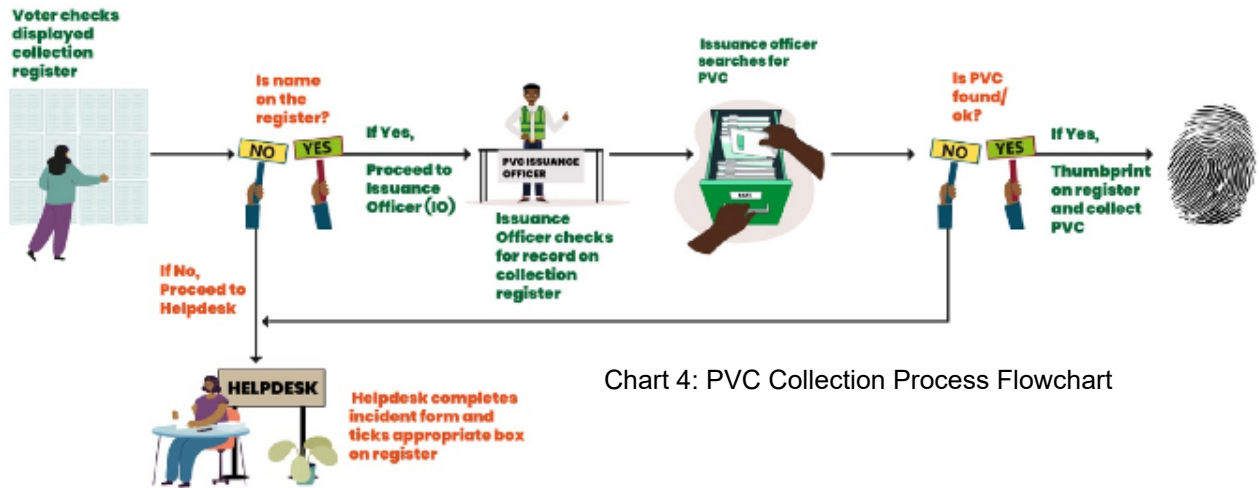 Voter checks
displayed
collection
register
Is name
on the
register?
NO
YES
If Yes,
Proceed to
Issuance
Officer (IO)
PVC ISSUANCE
OFFICER
Issuance
Officer checks
for record on
collection
register
Issuance officer
searches for
PVC
Is PVC
found/
ok?
NO
YES
If Yes,
Thumbprint
on register
and collect
PVC
If No,
Proceed to
Helpdesk
HELPDESK
Helpdesk completes
incident form and
ticks appropriate box
on register
Chart 4: PVC Collection Process Flowchart